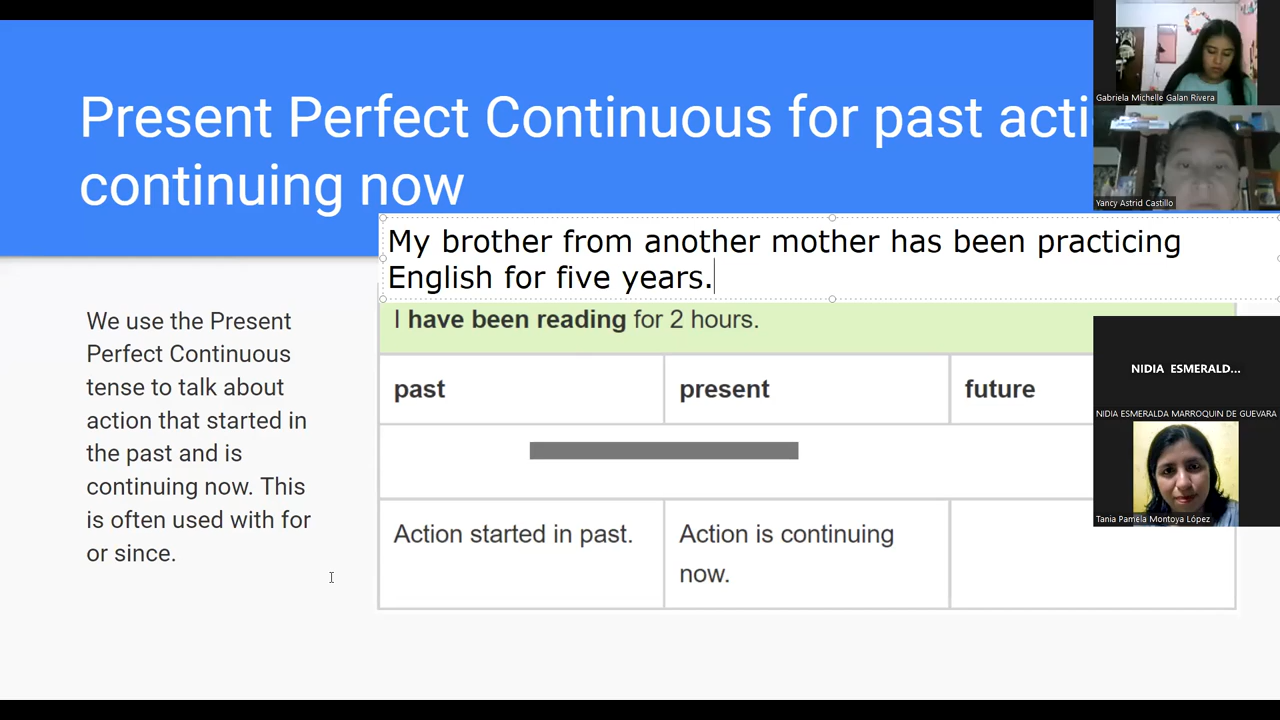 Present Perfect Continuous for past acti
continuing now
My brother from another mother has been practicing
English for five years.
We use the Present
Perfect Continuous
tense to talk about
action that started in
the past and is
continuing now. This
is often used with for
or since.
I have been reading for 2 hours.
past present future
Action started in past. Action is continuing
now.
Gabriela Michelle Galan Rivera
Yancy Astrid Castillo
NIDIA ESMERALD...
NIDIA ESMERALDA MARROQUIN DE GUEVARA
Tania Pamela Montoya López